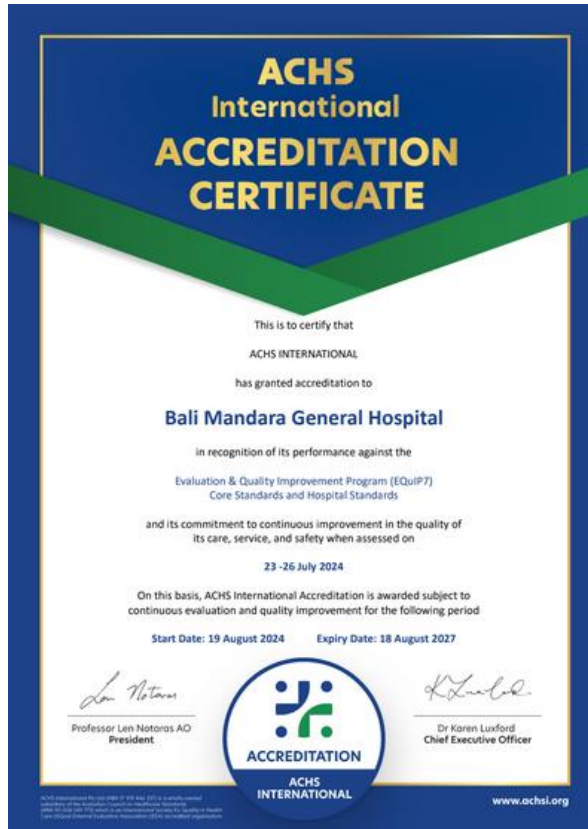 ACHS
International
ACCREDITATION
CERTIFICATE
This is to certify that
ACHS INTERNATIONAL
has granted accreditation to
Bali Mandara General Hospital
in recognition of its performance against the
Evaluation & Quality Improvement Program (EQuIP7)
Core Standards and Hospital Standards
and its commitment to continuous improvement in the quality of
its care, service, and safety when assessed on
23 -26 July 2024
On this basis, ACHS International Accreditation is awarded subject to
continuous evaluation and quality improvement for the following period
Start Date: 19 August 2024 Expiry Date: 18 August 2027
Len Notaras
Professor Len Notaras AO
President
Dr Karen Luxford
Chief Executive Officer
ACCREDITATION
ACHS
INTERNATIONAL
www.achsi.org